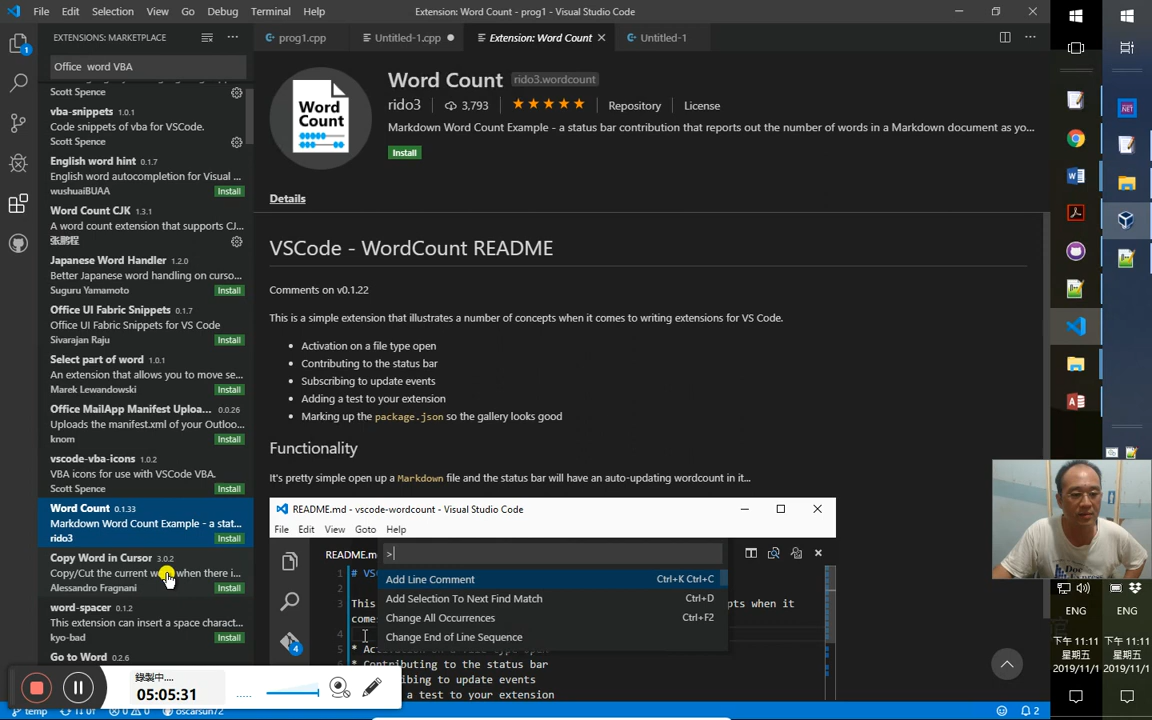 File Edit Selection View Go Debug Terminal Help
Extension: Word Count - prog1 - Visual Studio Code
EXTENSIONS: MARKETPLACE
prog1.cpp
Untitled-1.cpp
Extension: Word Count
Untitled-1
Office word VBA
Scott Spence
vba-snippets 1.0.1
Code snippets of vba for VSCode.
Scott Spence
English word hint 0.1.7
English word autocompletion for Visual ...
wushuaiBUAA Install
Word Count CJK 1.3.1
A word count extension that supports CJ...
张鹏程
Japanese Word Handler 1.2.0
Better Japanese word handling on curso...
Suguru Yamamoto Install
Office UI Fabric Snippets 0.1.7
Office UI Fabric Snippets for VS Code
Sivarajan Raju Install
Select part of word 1.0.1
An extension that allows you to move se...
Marek Lewandowski Install
Office MailApp Manifest Uploa... 0.0.26
Uploads the manifest.xml of your Outloo...
knom Install
vscode-vba-icons 1.0.2
VBA icons for use with VSCode VBA.
Scott Spence Install
Word Count 0.1.33
Markdown Word Count Example - a stat...
rido3 Install
Copy Word in Cursor 3.0.2
Copy/Cut the current when there i...
Alessandro Fragnani Install
word-spacer 0.1.2
This extension can insert a space charact...
kyo-bad Install
Go to Word 0.2.6
Word Count
Word Count rido3.wordcount
rido3 3,793 Repository License
Markdown Word Count Example - a status bar contribution that reports out the number of words in a Markdown document as yo...
Install
Details
VSCode - WordCount README
Comments on v0.1.22
This is a simple extension that illustrates a number of concepts when it comes to writing extensions for VS Code.
• Activation on a file type open
• Contributing to the status bar
• Subscribing to update events
• Adding a test to your extension
• Marking up the package.json so the gallery looks good
Functionality
It's pretty simple open up a Markdown file and the status bar will have an auto-updating wordcount in it...
README.md - vscode-wordcount - Visual Studio Code
File Edit View Goto Help
README.m
>
1 # VS
Add Line Comment Ctrl+K Ctrl+C
2
Add Selection To Next Find Match Ctrl+D
3 This pts when it
Change All Occurrences Ctrl+F2
come
4
Change End of Line Sequence
* Contributing to the status bar
ibing to update events
a test to your extension
錄製中....
05:05:31
temp
oscarsun72
2
ENG
下午 11:11
星期五
2019/11/1
ENG
下午 11:11
星期五
2019/11/1